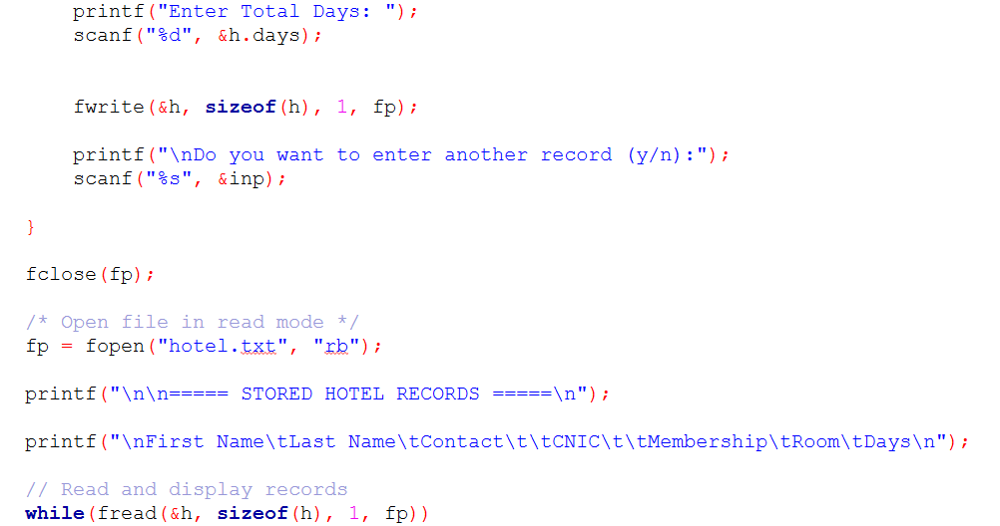 printf("Enter Total Days: ");
scanf("%d", &h.days);
fwrite(&h, sizeof(h), 1, fp);
printf("\nDo you want to enter another record (y/n):");
scanf("%s", &inp);
}
fclose(fp);
/* Open file in read mode */
fp = fopen("hotel.txt", "rb");
printf("\n\n===== STORED HOTEL RECORDS =====\n");
printf("\nFirst Name\tLast Name\tContact\t\tCNIC\t\tMembership\tRoom\tDays\n");
// Read and display records
while(fread(&h, sizeof(h), 1, fp))